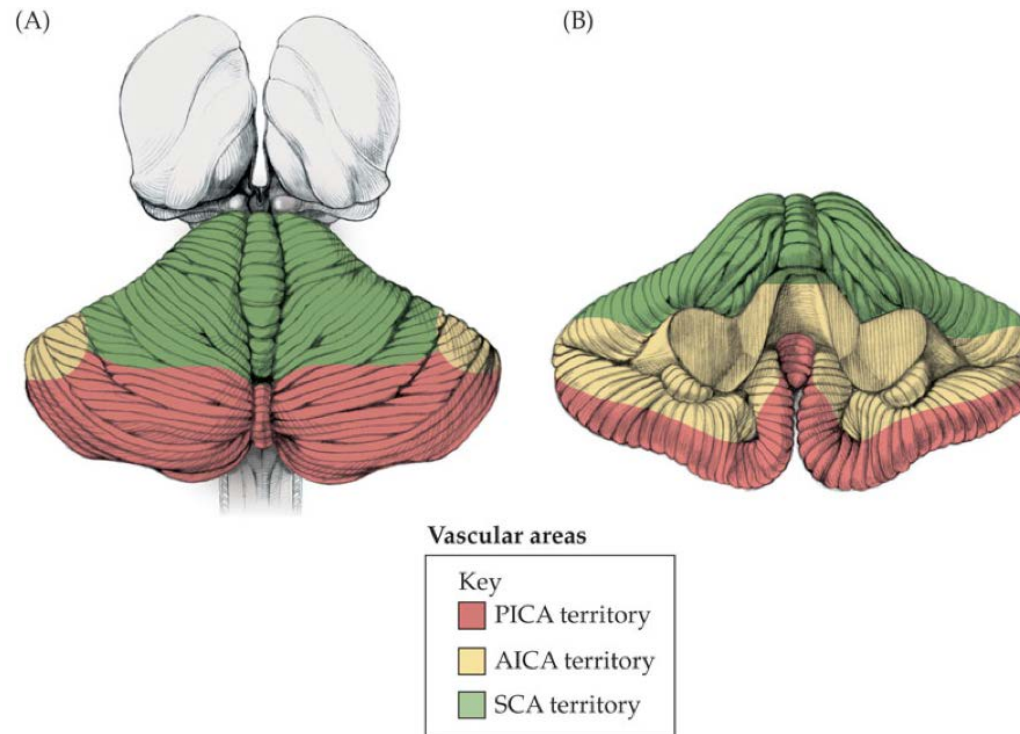 (A)
(B)
Vascular areas
Key
PICA territory
AICA territory
SCA territory